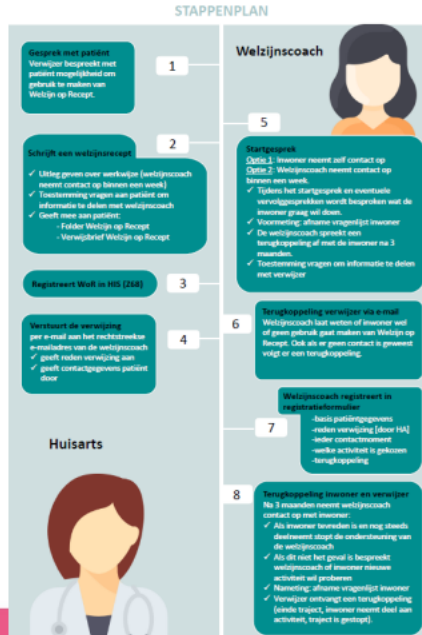 STAPPENPLAN
Gesprek met patiënt
Verwijzer bespreekt met
patiënt mogelijkheid om
gebruik te maken van
Welzijn op Recept.
1
2
Schrijft een welzijnsrecept
✓ Uitleg geven over werkwijze (welzijnscoach
neemt contact op binnen een week)
✓ Toestemming vragen aan patiënt om
informatie te delen met welzijnscoach
✓ Geeft mee aan patiënt:
- Folder Welzijn op Recept
- Verwijsbrief Welzijn op Recept
Registreert WoR in HIS (Z68)
3
Verstuurt de verwijzing
per e-mail aan het rechtstreekse
e-mailadres van de welzijnscoach
✓ geeft reden verwijzing aan
✓ geeft contactgegevens patiënt
door
4
Huisarts
Welzijnscoach
5
Startgesprek
Optie 1: Inwoner neemt zelf contact op
Optie 2: Welzijnscoach neemt contact op
binnen een week.
✓ Tijdens het startgesprek en eventuele
vervolggesprekken wordt besproken wat de
inwoner graag wil doen.
✓ Voormeting: afname vragenlijst inwoner
✓ De welzijnscoach spreekt een
terugkoppeling af met de inwoner na 3
maanden.
✓ Toestemming vragen om informatie te delen
met verwijzer
6
Terugkoppeling verwijzer via e-mail
Welzijnscoach laat weten of inwoner wel
of geen gebruik gaat maken van Welzijn op
Recept. Ook als er geen contact is geweest
volgt er een terugkoppeling.
Welzijnscoach registreert in
registratieformulier
7
-basis patiëntgegevens
-reden verwijzing [door HA]
-ieder contactmoment
-welke activiteit is gekozen
-terugkoppeling
8
Terugkoppeling inwoner en verwijzer
Na 3 maanden neemt welzijnscoach
contact op met inwoner:
✓ Als inwoner tevreden is en nog steeds
deelneemt stopt de ondersteuning van
de welzijnscoach
✓ Als dit niet het geval is bespreekt
welzijnscoach of inwoner nieuwe
activiteit wil proberen
✓ Nameting: afname vragenlijst inwoner
✓ Verwijzer ontvangt een terugkoppeling
(einde traject, inwoner neemt deel aan
activiteit, traject is gestopt).